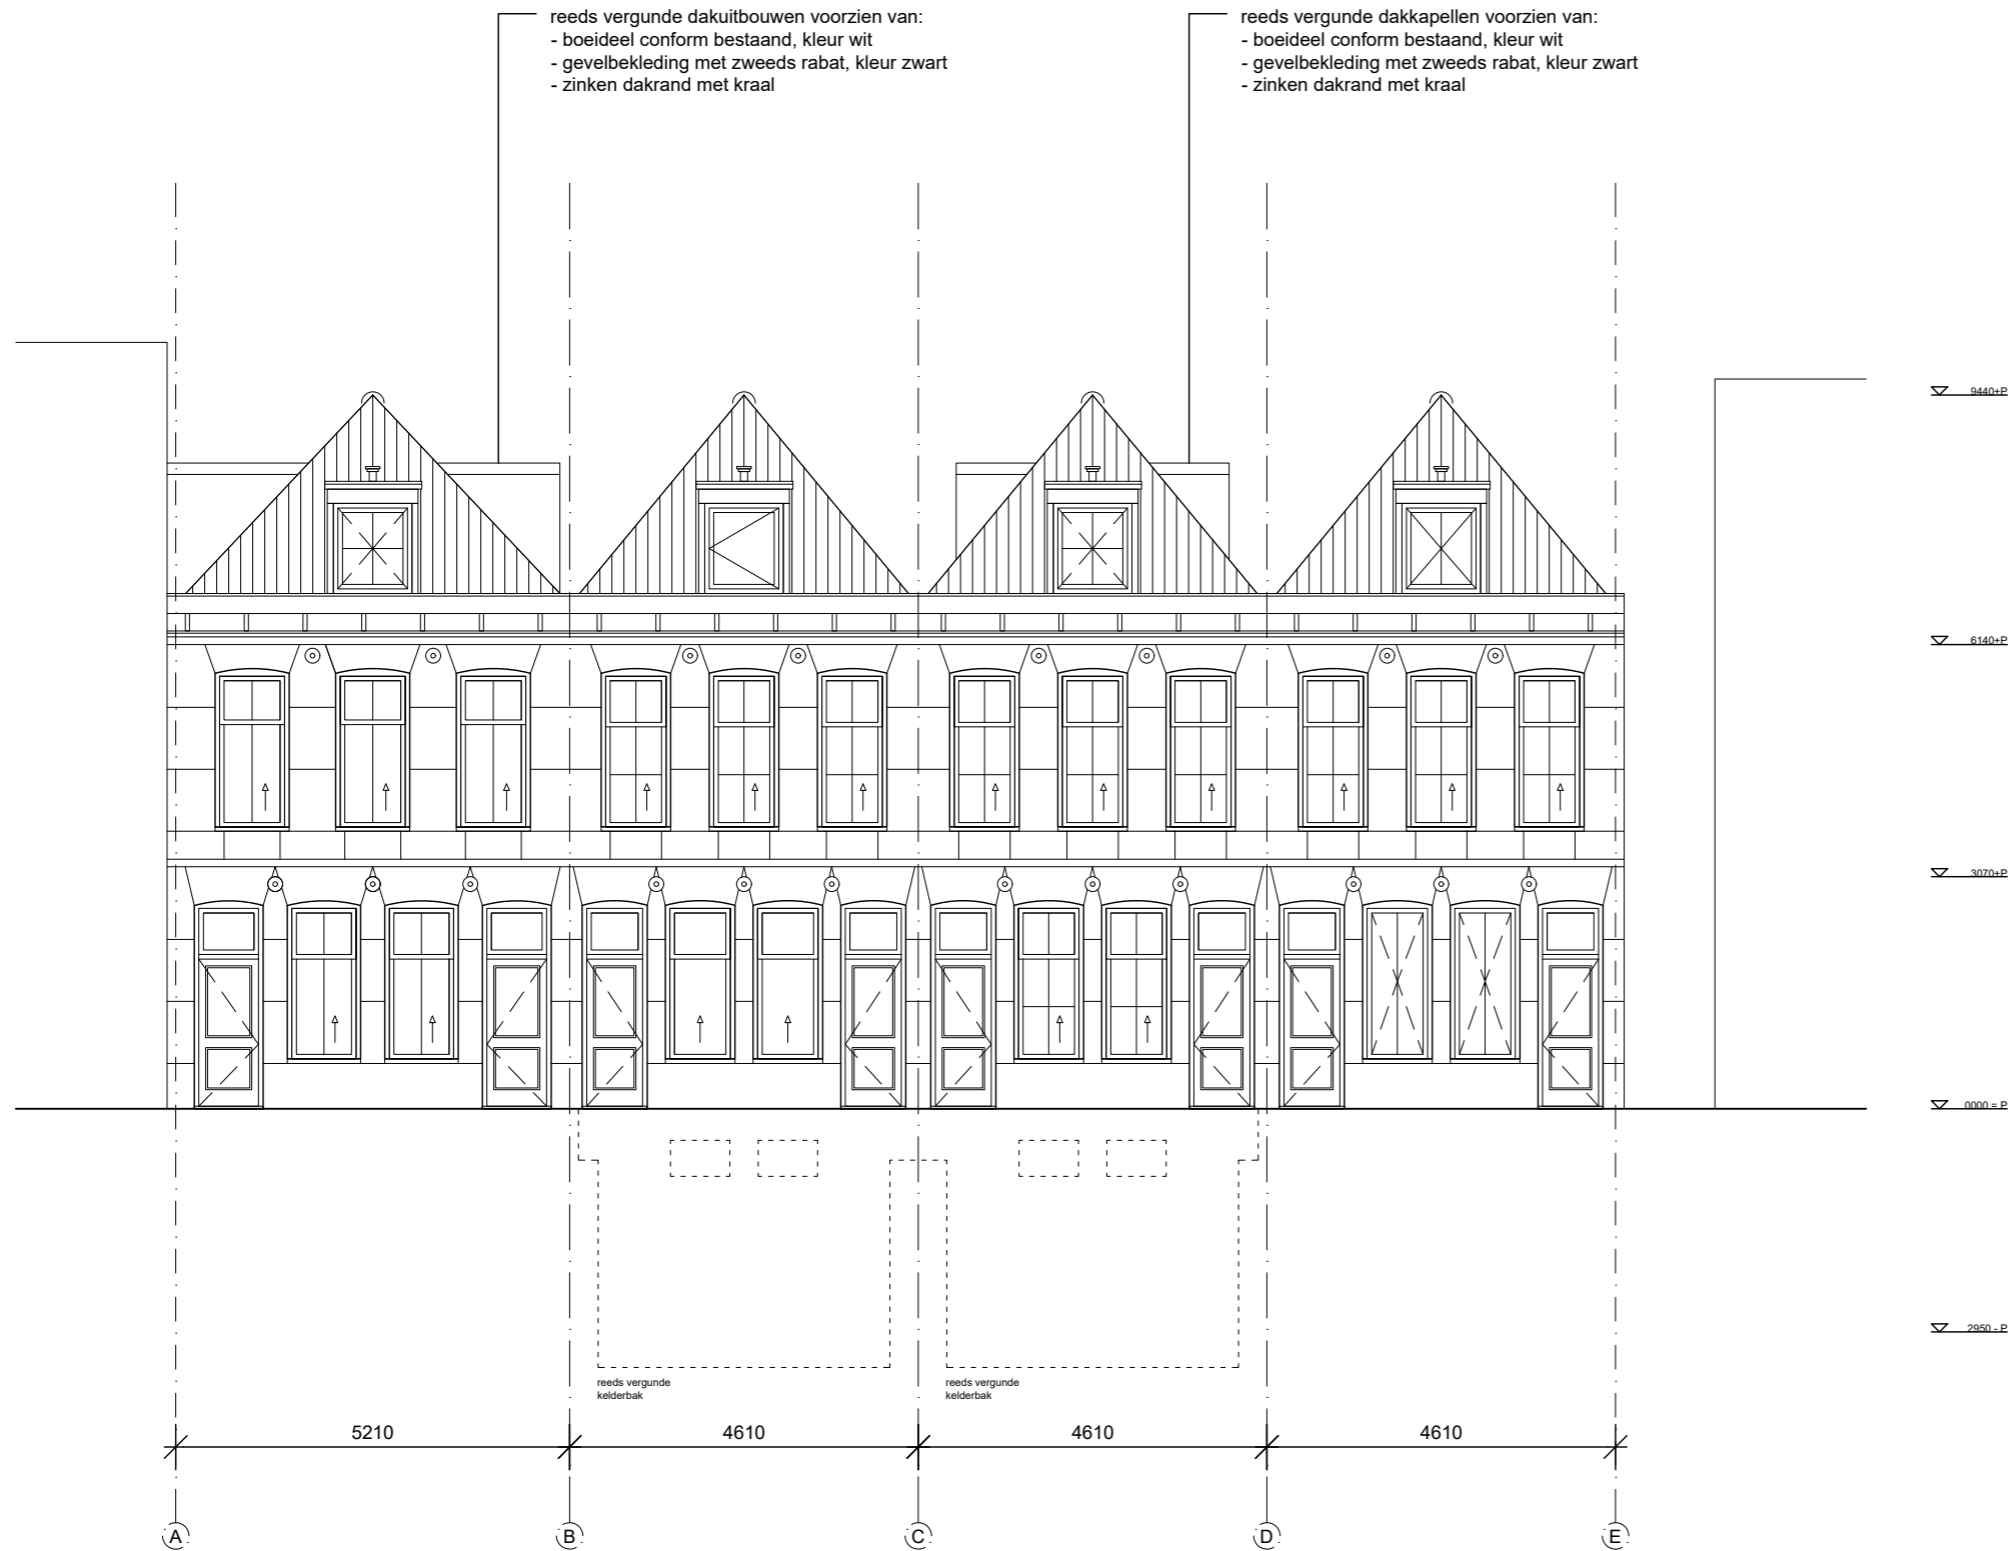 reeds vergunde dakuitbouwen voorzien van:
- boeideel conform bestaand, kleur wit
- gevelbekleding met zweeds rabat, kleur zwart
- zinken dakrand met kraal
reeds vergunde dakkapellen voorzien van:
- boeideel conform bestaand, kleur wit
- gevelbekleding met zweeds rabat, kleur zwart
- zinken dakrand met kraal
9440+P
6140+P
3070+P
0000 = P
2950 - P
reeds vergunde
kelderbak
reeds vergunde
kelderbak
5210 4610 4610 4610
A B C D E